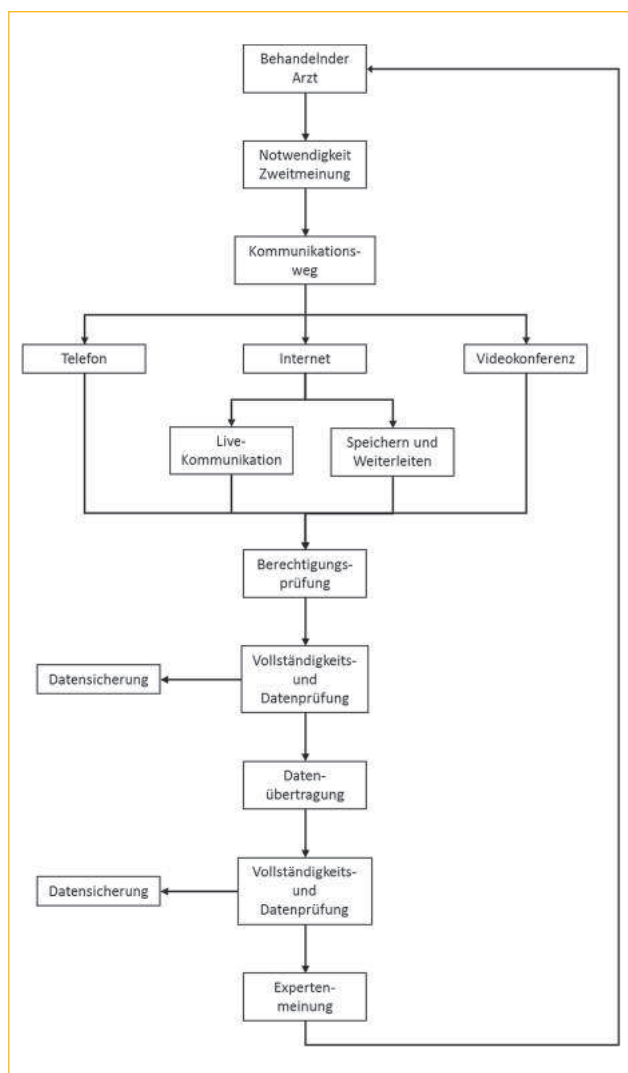 Behandelnder
Arzt
Notwendigkeit
Zweitmeinung
Kommunikations-
weg
Telefon
Internet
Videokonferenz
Live-
Kommunikation
Speichern und
Weiterleiten
Berechtigungs-
prüfung
Vollständigkeits-
und
Datenprüfung
Datensicherung
Daten-
übertragung
Vollständigkeits-
und
Datenprüfung
Datensicherung
Experten-
meinung